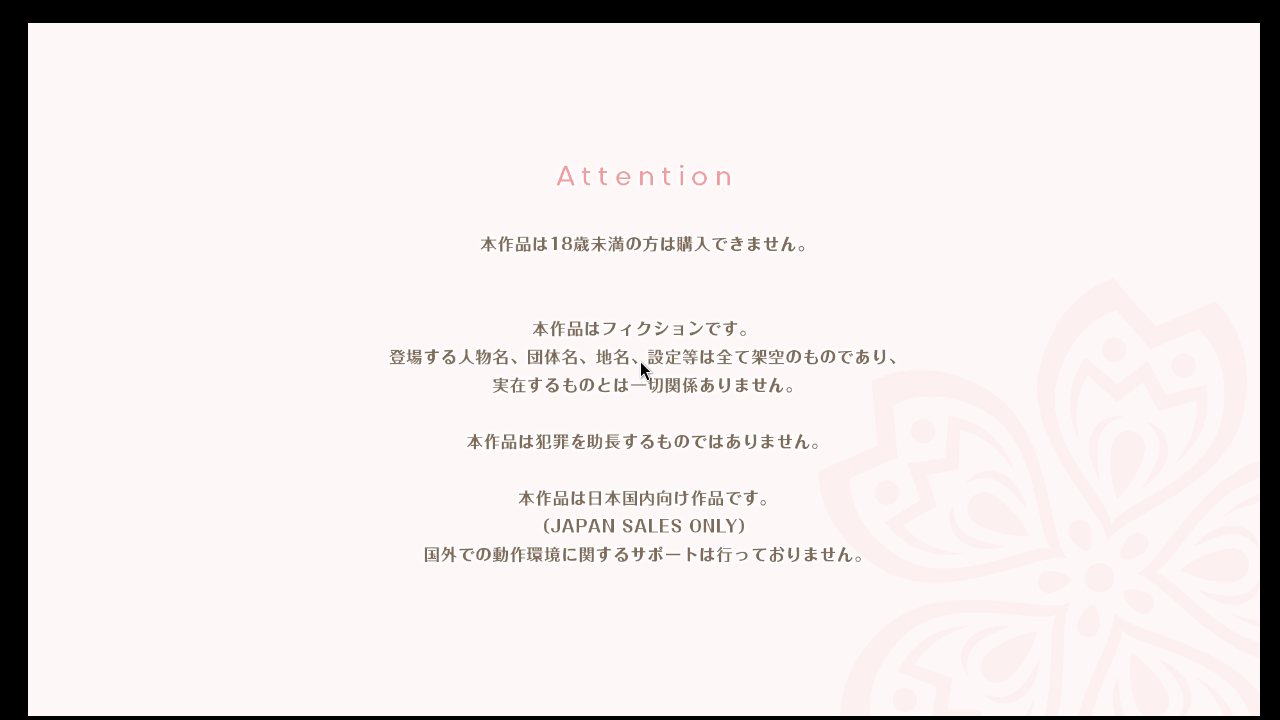 Attention
本作品は18歳未満の方は購入できません。
本作品はフィクションです。
登場する人物名、団体名、地名、設定等は全て架空のものであり、
実在するものとは一切関係ありません。
本作品は犯罪を助長するものではありません。
本作品は日本国内向け作品です。
(JAPAN SALES ONLY)
国外での動作環境に関するサポートは行っておりません。